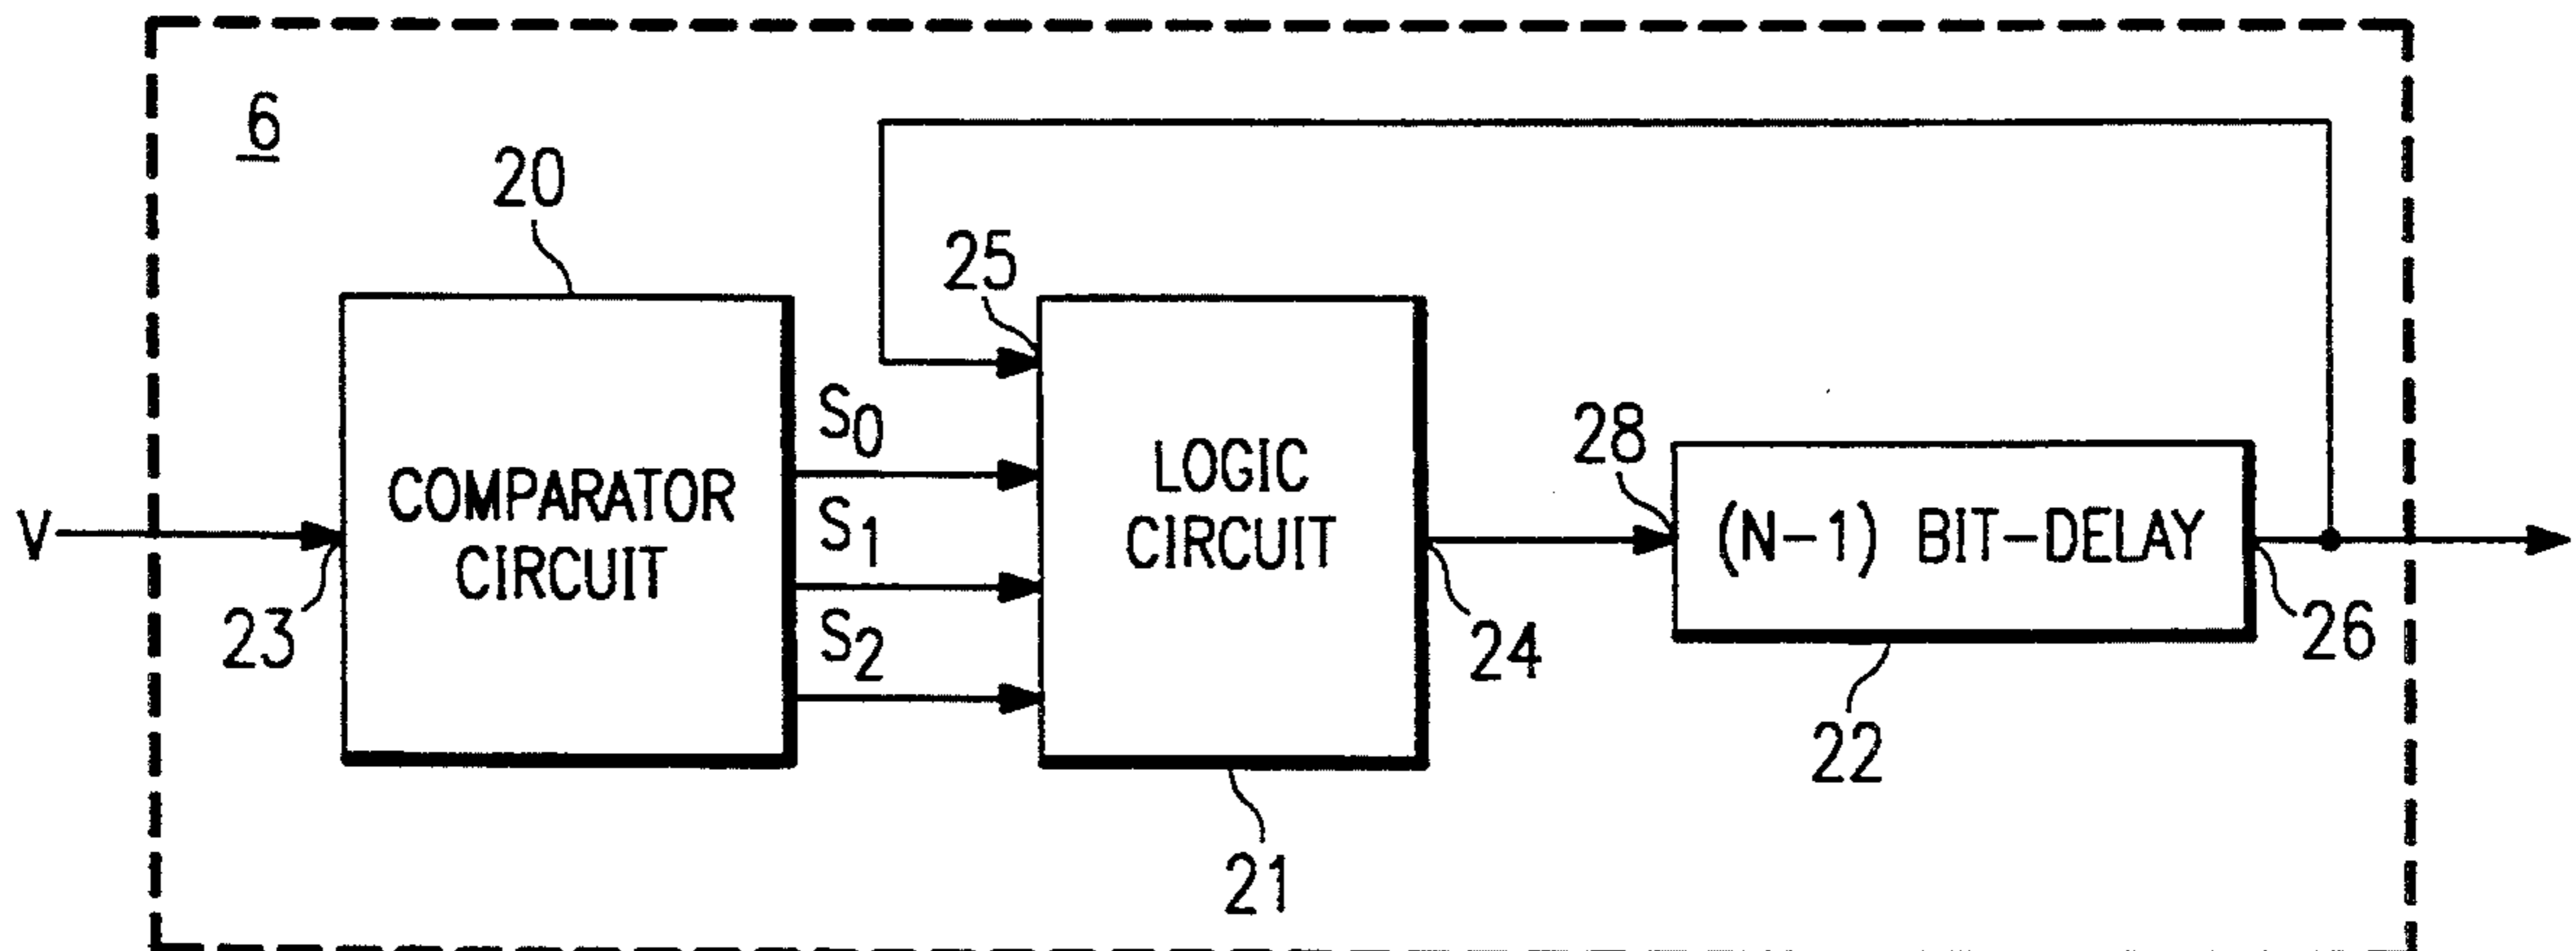 6
20
25
S0
COMPARATOR
CIRCUIT
LOGIC
CIRCUIT
28
(N-1) BIT-DELAY
V
S1
23
S2
24
26
22
21